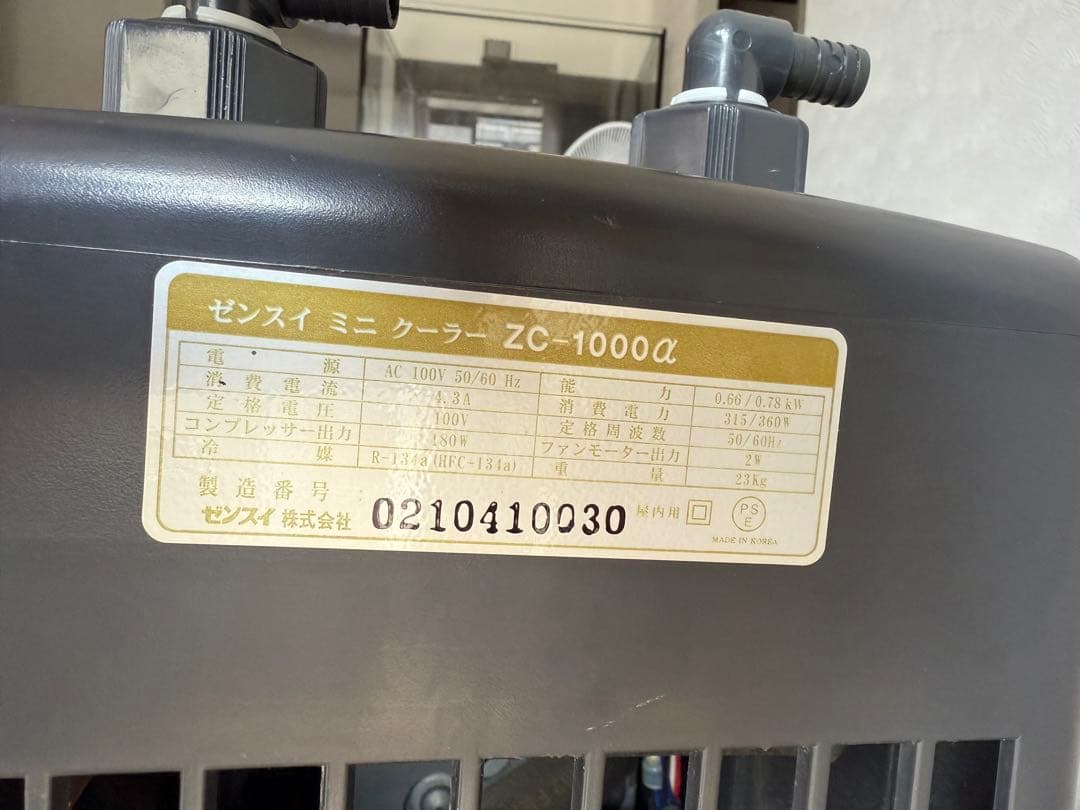 ゼンスイ ミニ クーラー ZC-1000α
電源 AC 100V 50/60 Hz 能力 0.66/0.78kW
消費電流 4.3A 消費電力 315/360W
定格電圧 100V 定格周波数 50/60Hz
コンプレッサー出力 180W ファンモーター出力 2W
冷媒 R-134a(HFC-134a) 重量 23Kg
製造番号
ゼンスイ 株式会社 0210410030 屋内用 PSE
MADE IN KOREA